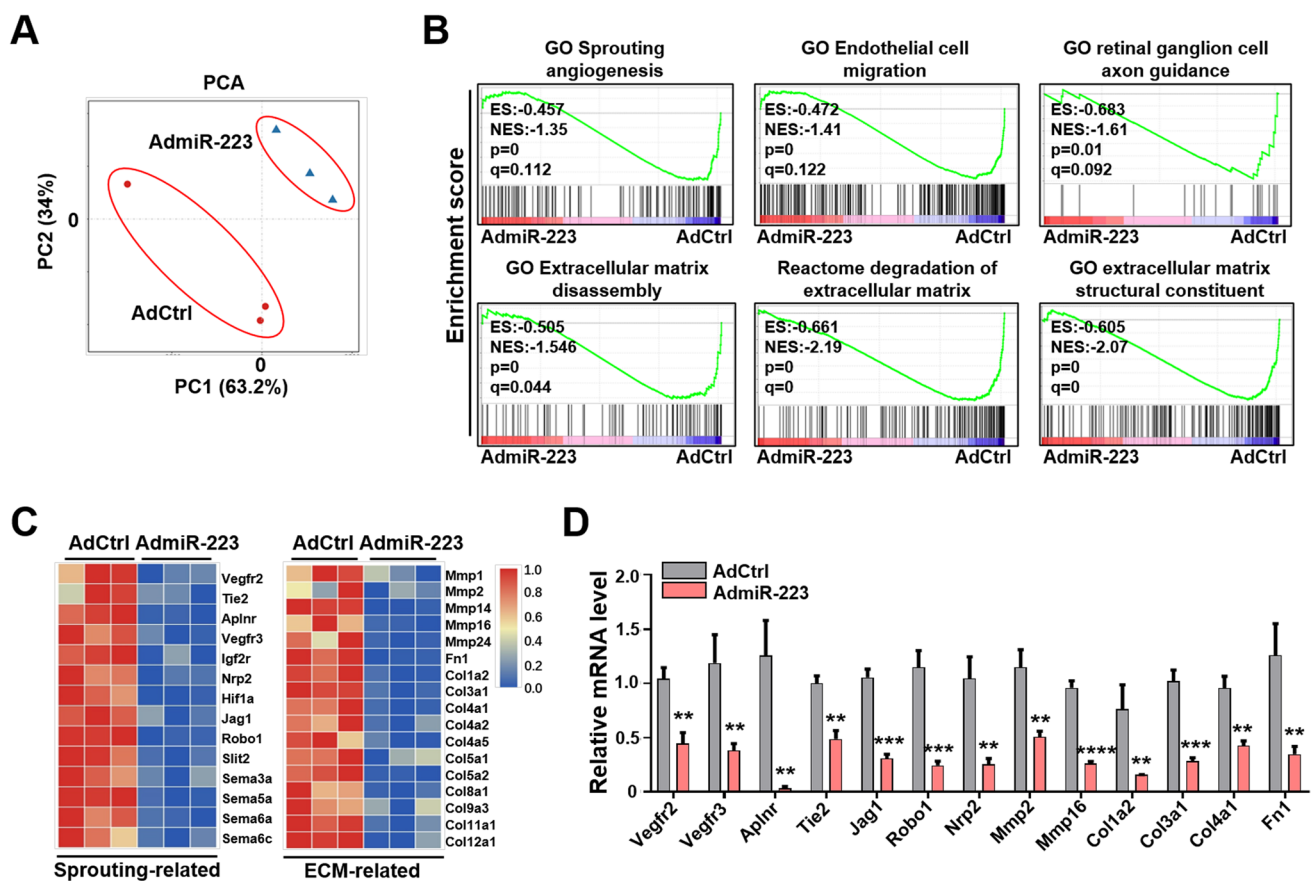 A
PCA
AdmiR-223
AdCtrl
PC2 (34%)
0
0
PC1 (63.2%)
B
Enrichment score
GO Sprouting
angiogenesis
ES:-0.457
NES:-1.35
p=0
q=0.112
AdmiR-223 AdCtrl
GO Endothelial cell
migration
ES:-0.472
NES:-1.41
p=0
q=0.122
AdmiR-223 AdCtrl
GO retinal ganglion cell
axon guidance
ES:-0.683
NES:-1.61
p=0.01
q=0.092
AdmiR-223 AdCtrl
GO Extracellular matrix
disassembly
ES:-0.505
NES:-1.546
p=0
q=0.044
AdmiR-223 AdCtrl
Reactome degradation of
extracellular matrix
ES:-0.661
NES:-2.19
p=0
q=0
AdmiR-223 AdCtrl
GO extracellular matrix
structural constituent
ES:-0.605
NES:-2.07
p=0
q=0
AdmiR-223 AdCtrl
C
AdCtrl AdmiR-223
Vegfr2
Tie2
Aplnr
Vegfr3
Igf2r
Nrp2
Hif1a
Jag1
Robo1
Slit2
Sema3a
Sema5a
Sema6a
Sema6c
Sprouting-related
AdCtrl AdmiR-223
Mmp1
Mmp2
Mmp14
Mmp16
Mmp24
Fn1
Col1a2
Col3a1
Col4a1
Col4a2
Col4a5
Col5a1
Col5a2
Col8a1
Col9a3
Col11a1
Col12a1
ECM-related
1.0
0.8
0.6
0.4
0.2
0.0
D
AdCtrl
AdmiR-223
Relative mRNA level
2.0
1.5
1.0
0.5
0
**
**
**
**
***
***
**
**
****
**
***
**
**
Vegfr2
Vegfr3
Aplnr
Tie2
Jag1
Robo1
Nrp2
Mmp2
Mmp16
Col1a2
Col3a1
Col4a1
Fn1